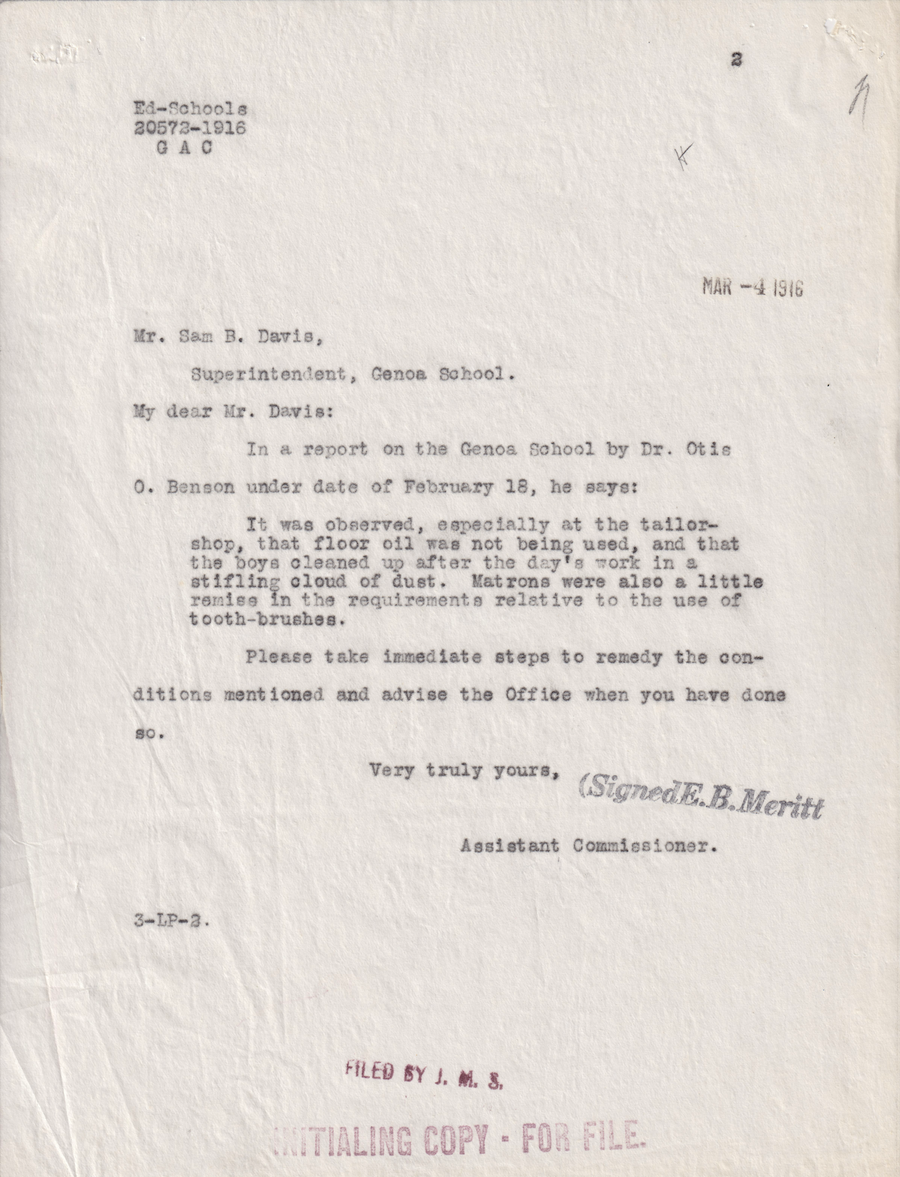 2
Ed-Schools
20572-1916
G A C
MAR -4 1916
Mr. Sam B. Davis,
Superintendent, Genoa School.
My dear Mr. Davis:
In a report on the Genoa School by Dr. Otis
O. Benson under date of February 18, he says:
It was observed, especially at the tailor-
shop, that floor oil was not being used, and that
the boys cleaned up after the day's work in a
stifling cloud of dust. Matrons were also a little
remiss in the requirements relative to the use of
tooth-brushes.
Please take immediate steps to remedy the con-
ditions mentioned and advise the Office when you have done
so.
Very truly yours,
(Signed E. B. Meritt
Assistant Commissioner.
3-LP-2.
FILED BY J. M. S.
INITIALING COPY - FOR FILE.